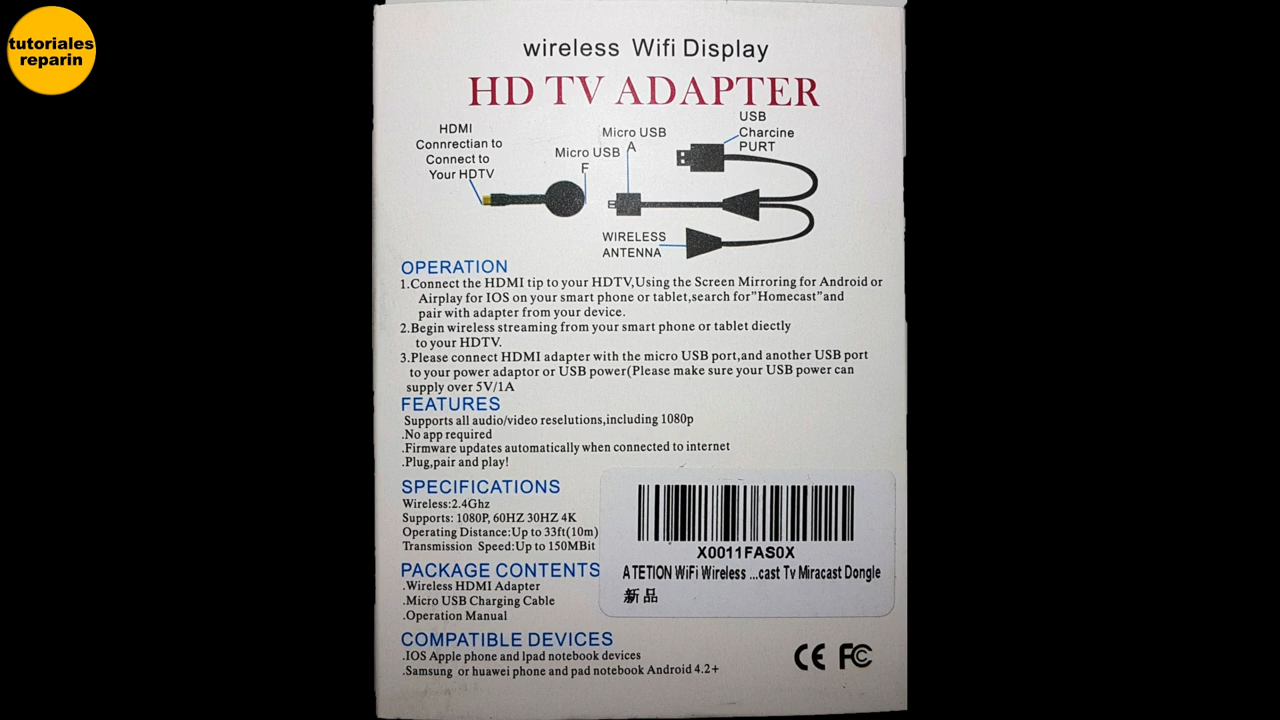 tutoriales
reparin
wireless Wifi Display
HD TV ADAPTER
HDMI
Connrectian to
Connect to
Your HDTV
Micro USB
F
Micro USB
A
USB
Charcine
PURT
WIRELESS
ANTENNA
OPERATION
1.Connect the HDMI tip to your HDTV,Using the Screen Mirroring for Android or
Airplay for IOS on your smart phone or tablet,search for"Homecast"and
pair with adapter from your device.
2.Begin wireless streaming from your smart phone or tablet diectly
to your HDTV.
3.Please connect HDMI adapter with the micro USB port,and another USB port
to your power adaptor or USB power(Please make sure your USB power can
supply over 5V/1A
FEATURES
Supports all audio/video reselutions,including 1080p
.No app required
.Firmware updates automatically when connected to internet
.Plug,pair and play!
SPECIFICATIONS
Wireless:2.4Ghz
Supports: 1080P, 60HZ 30HZ 4K
Operating Distance:Up to 33ft(10m)
Transmission Speed:Up to 150MBit
PACKAGE CONTENTS
.Wireless HDMI Adapter
.Micro USB Charging Cable
.Operation Manual
X0011FAS0X
ATETION WiFi Wireless ...cast Tv Miracast Dongle
新品
COMPATIBLE DEVICES
.IOS Apple phone and lpad notebook devices
.Samsung or huawei phone and pad notebook Android 4.2+
CE FC